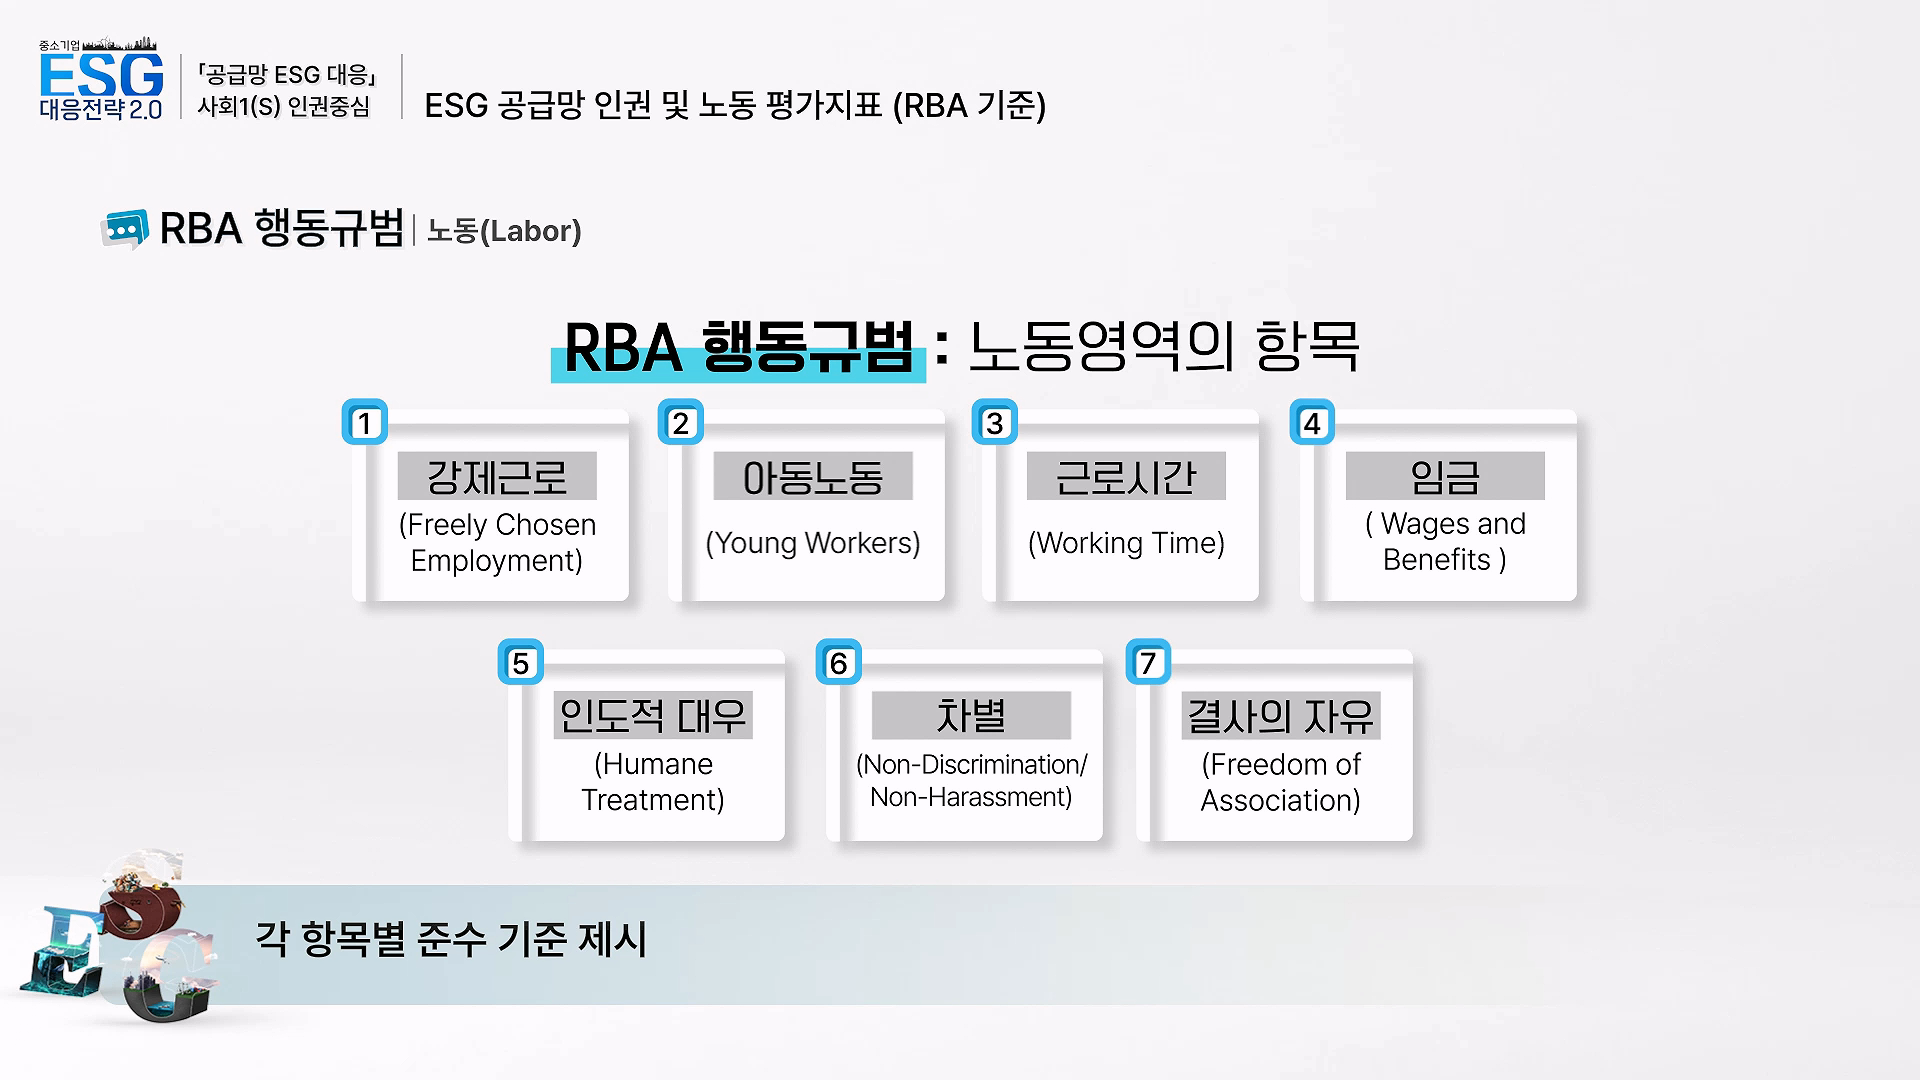 중소기업
ESG
대응전략 2.0
「공급망 ESG 대응」
사회1(S) 인권중심
ESG 공급망 인권 및 노동 평가지표 (RBA 기준)
RBA 행동규범
노동(Labor)
RBA 행동규범 : 노동영역의 항목
1
강제근로
(Freely Chosen
Employment)
2
아동노동
(Young Workers)
3
근로시간
(Working Time)
4
임금
( Wages and
Benefits )
5
인도적 대우
(Humane
Treatment)
6
차별
(Non-Discrimination/
Non-Harassment)
7
결사의 자유
(Freedom of
Association)
ESG
각 항목별 준수 기준 제시